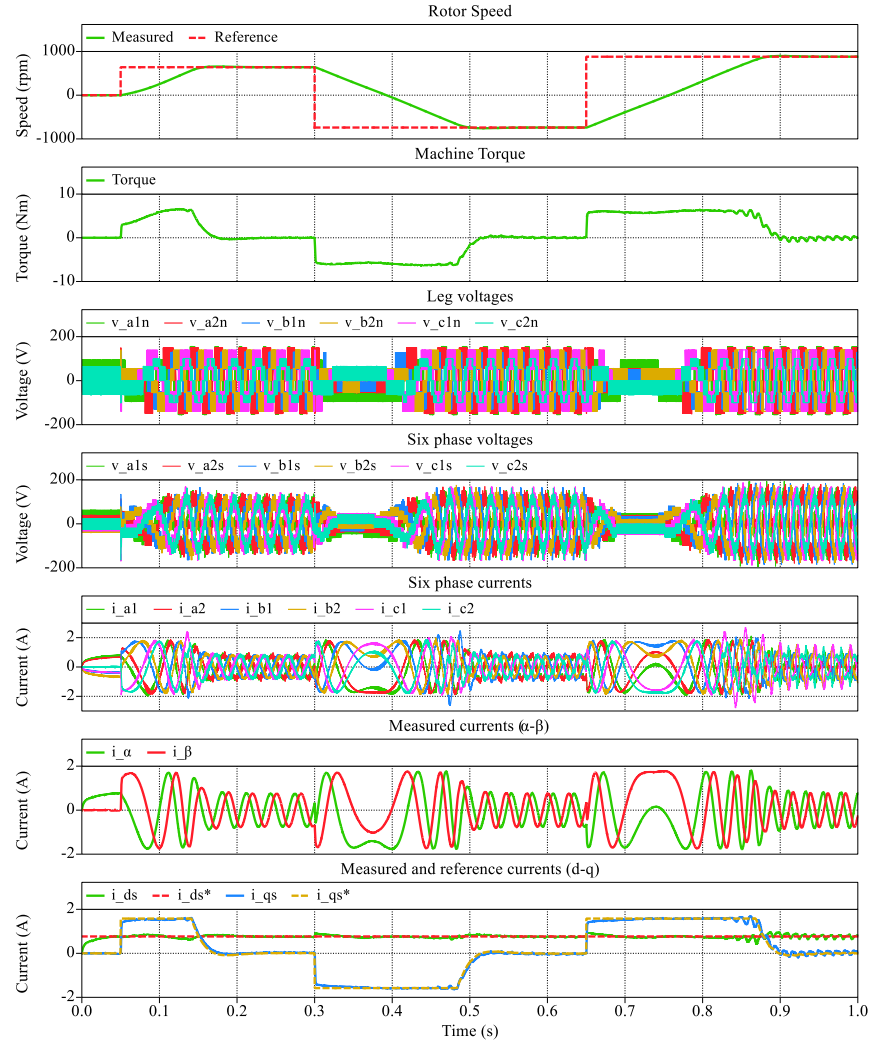 Rotor Speed
Measured Reference
Speed (rpm)
1000
0
-1000
Machine Torque
Torque
Torque (Nm)
10
0
-10
Leg voltages
v_a1n v_a2n v_b1n v_b2n v_c1n v_c2n
Voltage (V)
200
0
-200
Six phase voltages
v_a1s v_a2s v_b1s v_b2s v_c1s v_c2s
Voltage (V)
200
0
-200
Six phase currents
i_a1 i_a2 i_b1 i_b2 i_c1 i_c2
Current (A)
2
0
-2
Measured currents (α-β)
i_α i_β
Current (A)
2
0
-2
Measured and reference currents (d-q)
i_ds i_ds* i_qs i_qs*
Current (A)
2
0
-2
0.0 0.1 0.2 0.3 0.4 0.5 0.6 0.7 0.8 0.9 1.0
Time (s)